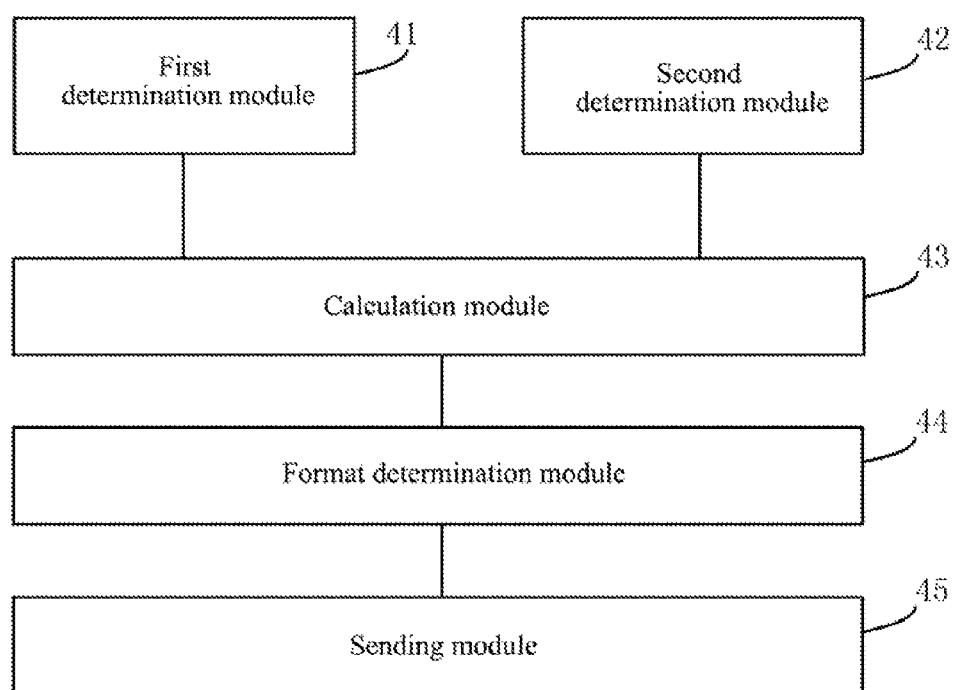 First
determination module
41
Second
determination module
42
Calculation module
43
Format determination module
44
Sending module
45